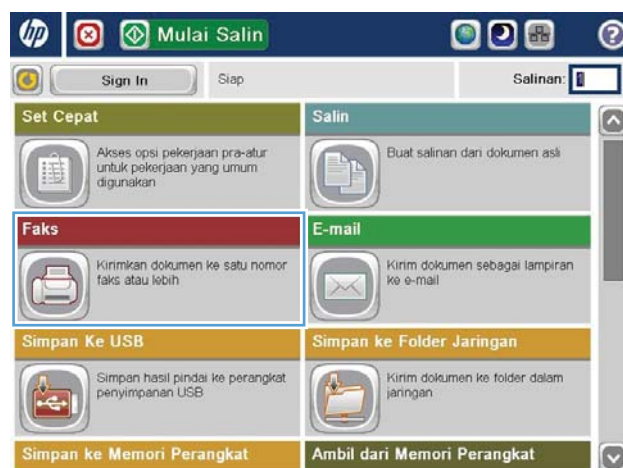 hp
Mulai Salin
?
Sign In
Siap
Salinan: 1
Set Cepat
Akses opsi pekerjaan pra-atur
untuk pekerjaan yang umum
digunakan
Salin
Buat salinan dari dokumen asli
Faks
Kirimkan dokumen ke satu nomor
faks atau lebih
E-mail
Kirim dokumen sebagai lampiran
ke e-mail
Simpan Ke USB
Simpan hasil pindai ke perangkat
penyimpanan USB
Simpan ke Folder Jaringan
Kirim dokumen ke folder dalam
jaringan
Simpan ke Memori Perangkat
Ambil dari Memori Perangkat